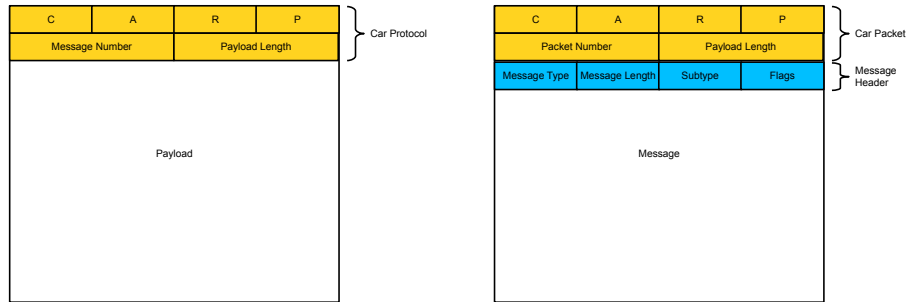 C A R P
Message Number Payload Length
Car Protocol
Payload
C A R P
Packet Number Payload Length
Car Packet
Message Type Message Length Subtype Flags
Message
Header
Message